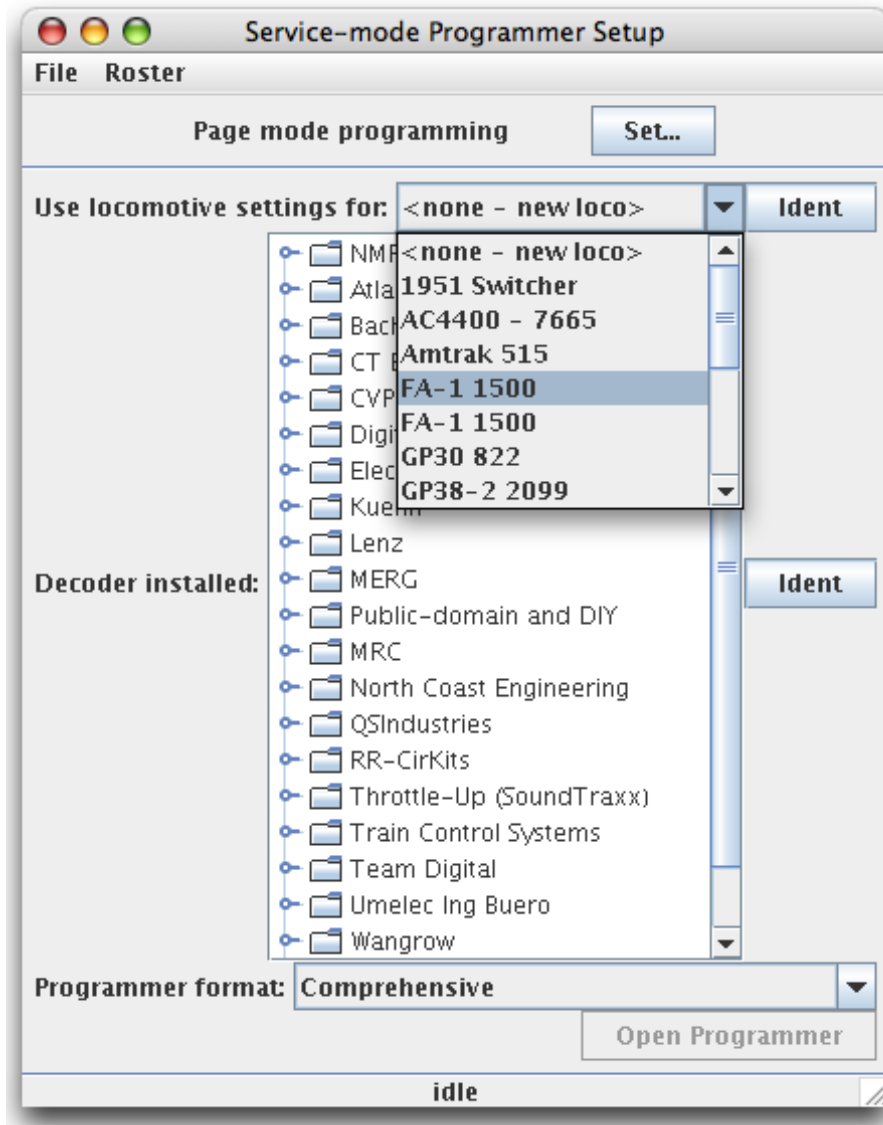 Service-mode Programmer Setup
File Roster
Page mode programming Set...
Use locomotive settings for: <none - new loco> Ident
<none - new loco>
1951 Switcher
AC4400 - 7665
Amtrak 515
FA-1 1500
FA-1 1500
GP30 822
GP38-2 2099
Lenz
Decoder installed: MERG Ident
Public-domain and DIY
MRC
North Coast Engineering
QSIndustries
RR-CirKits
Throttle-Up (SoundTraxx)
Train Control Systems
Team Digital
Umelec Ing Buero
Wangrow
Programmer format: Comprehensive
Open Programmer
idle